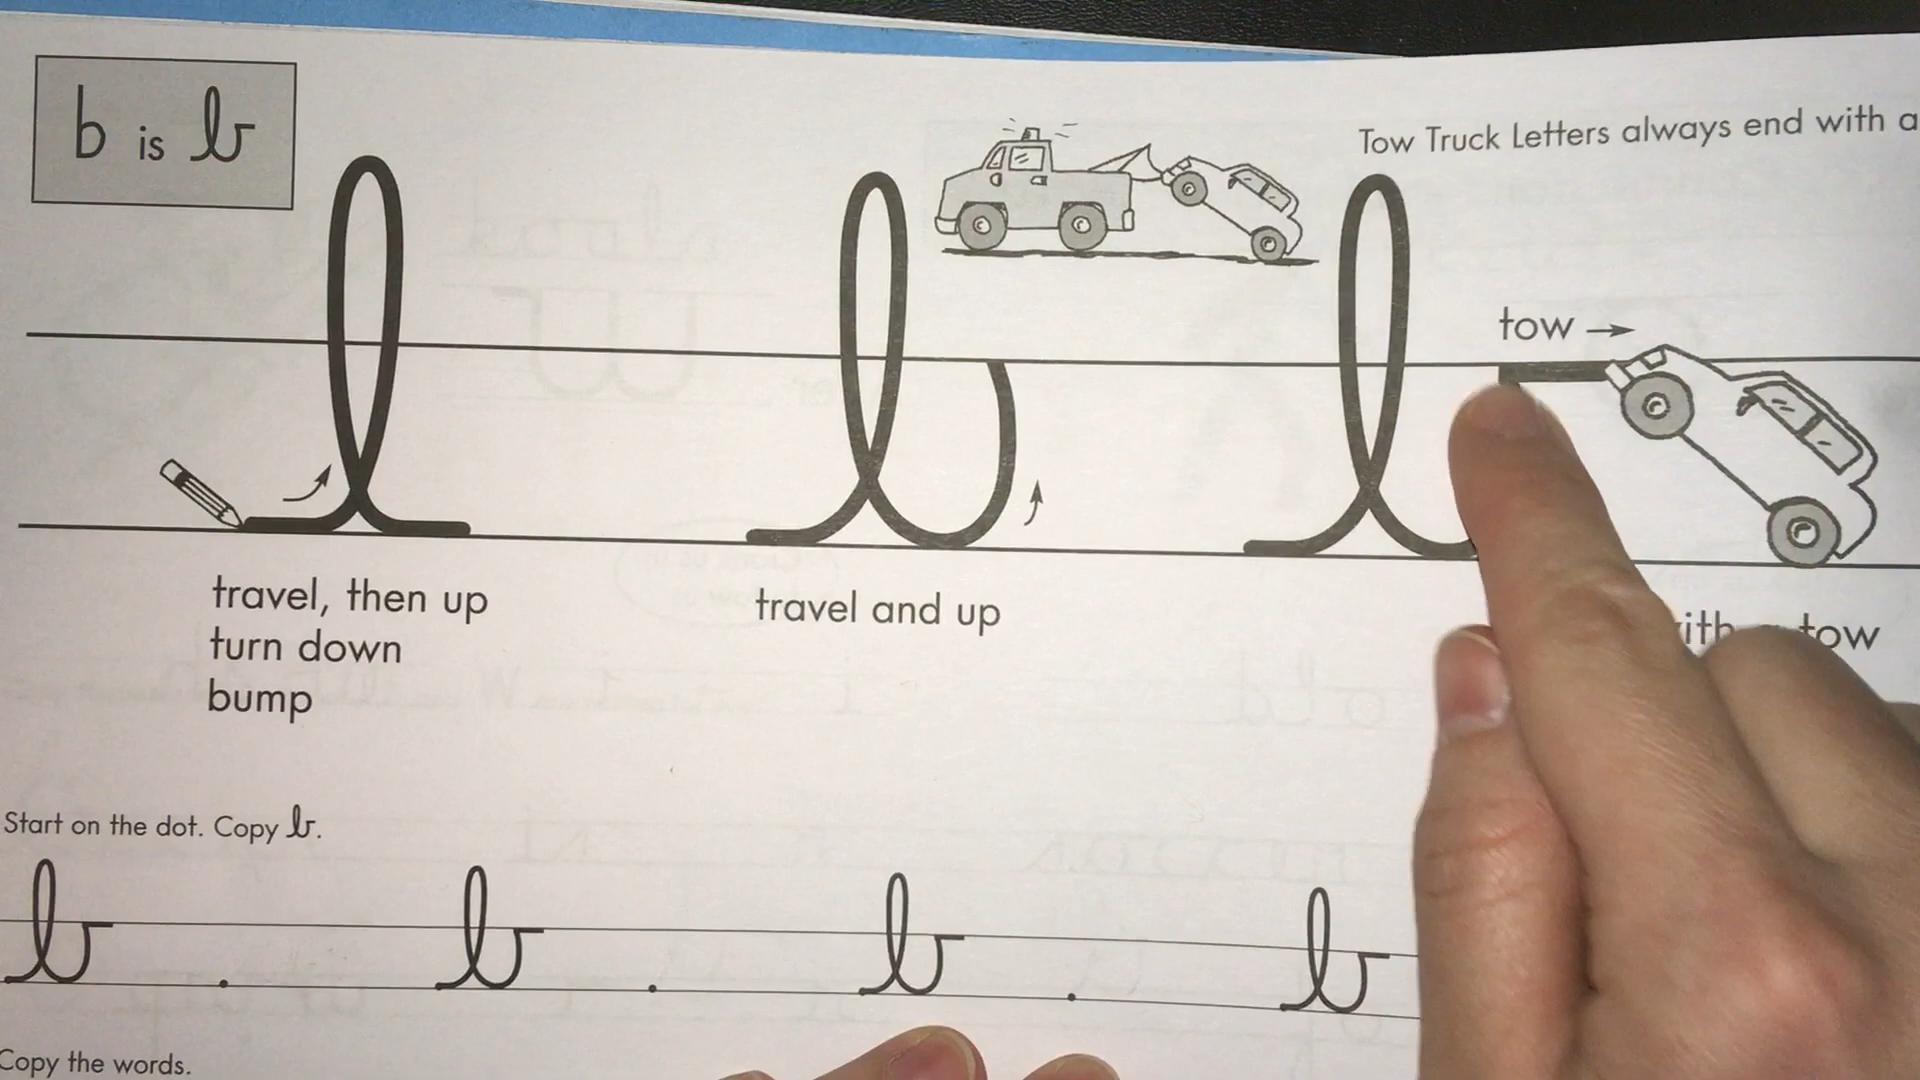 b is b
Tow Truck Letters always end with a
tow
travel, then up
turn down
bump
travel and up
tow
Start on the dot. Copy b.
b b b b
Copy the words.